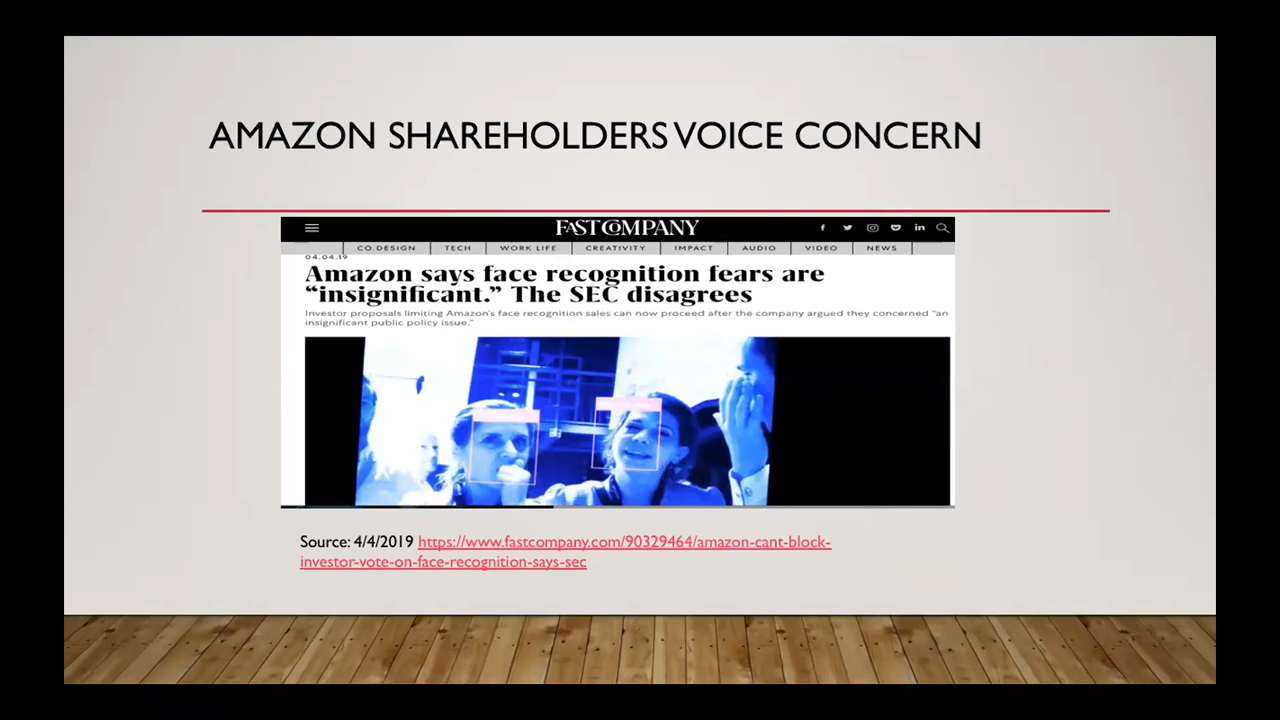 AMAZON SHAREHOLDERS VOICE CONCERN
FAST COMPANY
CO.DESIGN TECH WORK LIFE CREATIVITY IMPACT AUDIO VIDEO NEWS
04.04.19
Amazon says face recognition fears are
“insignificant.” The SEC disagrees
Investor proposals limiting Amazon's face recognition sales can now proceed after the company argued they concerned “an
insignificant public policy issue.”
Source: 4/4/2019 https://www.fastcompany.com/90329464/amazon-cant-block-
investor-vote-on-face-recognition-says-sec